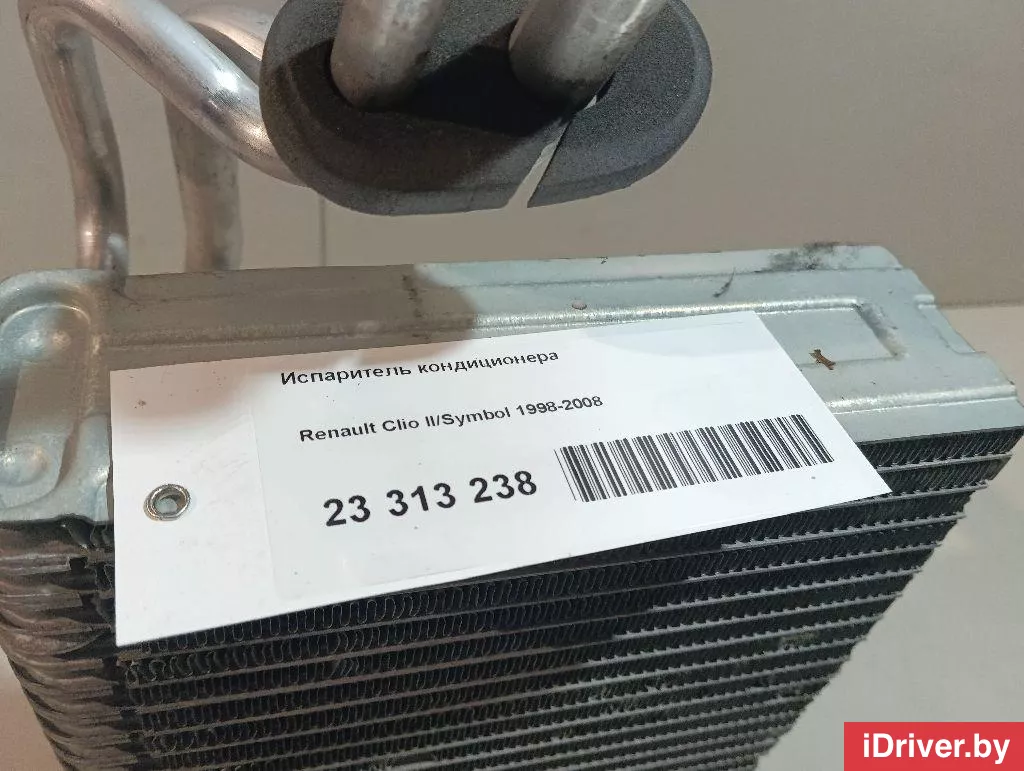 Испаритель кондиционера
Renault Clio II/Symbol 1998-2008
23 313 238
iDriver.by